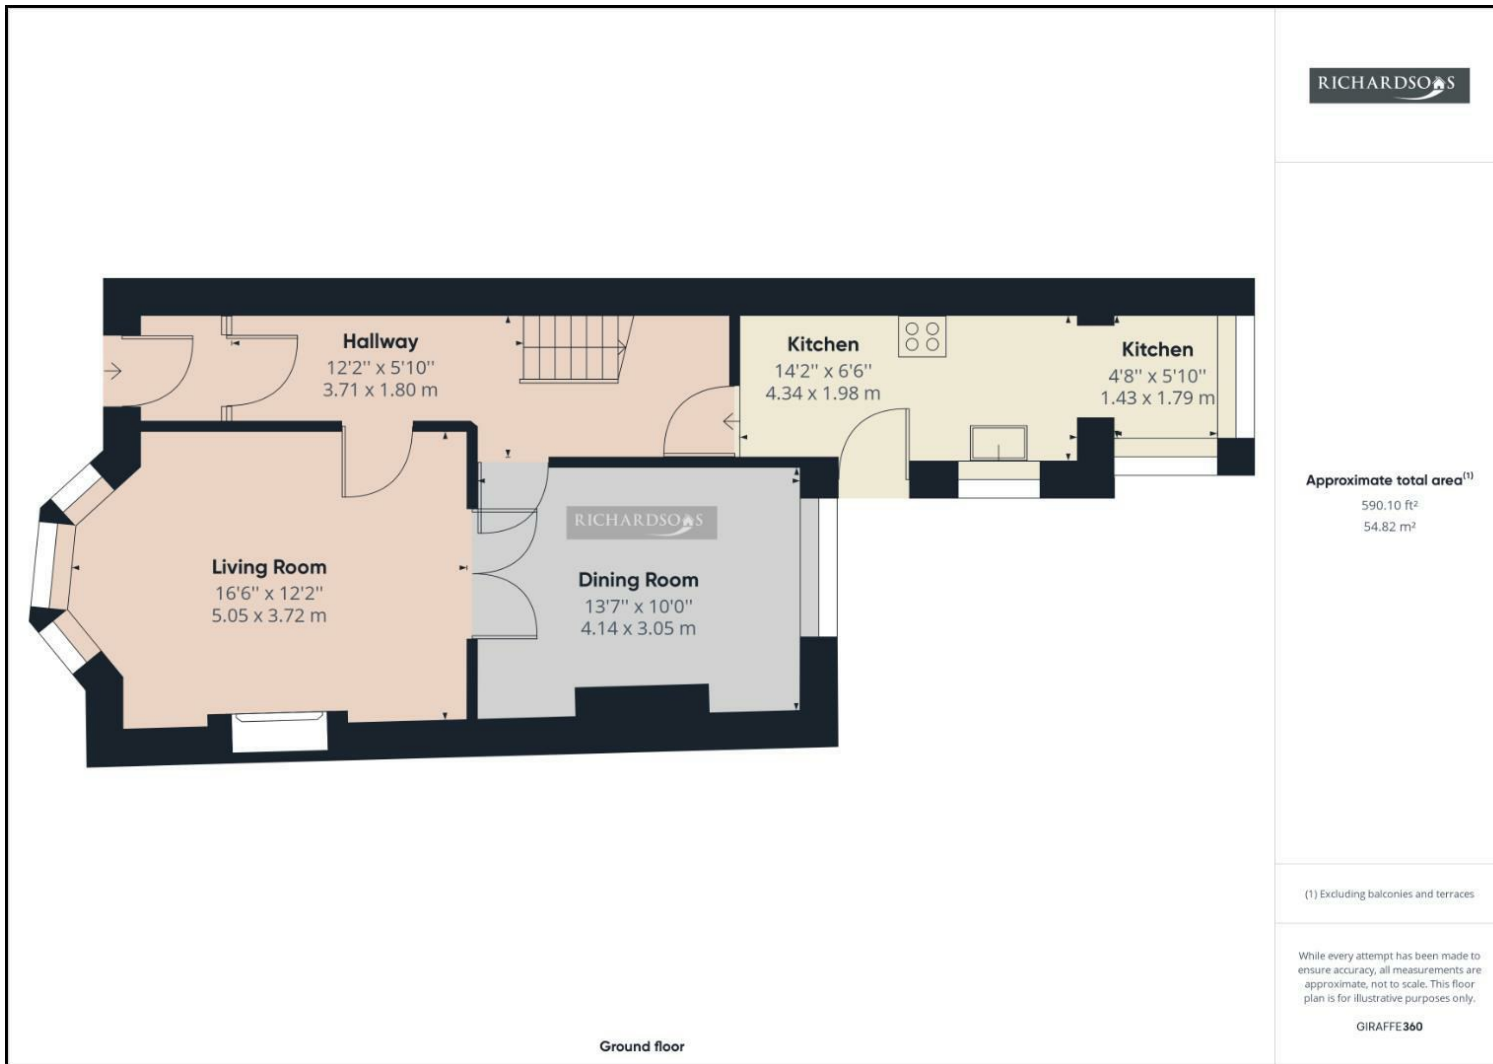 RICHARDSONS
Hallway
12'2" x 5'10"
3.71 x 1.80 m
Kitchen
14'2" x 6'6"
4.34 x 1.98 m
Kitchen
4'8" x 5'10"
1.43 x 1.79 m
RICHARDSONS
Living Room
16'6" x 12'2"
5.05 x 3.72 m
Dining Room
13'7" x 10'0"
4.14 x 3.05 m
Approximate total area(1)
590.10 ft²
54.82 m²
(1) Excluding balconies and terraces
While every attempt has been made to
ensure accuracy, all measurements are
approximate, not to scale. This floor
plan is for illustrative purposes only.
GIRAFFE360
Ground floor